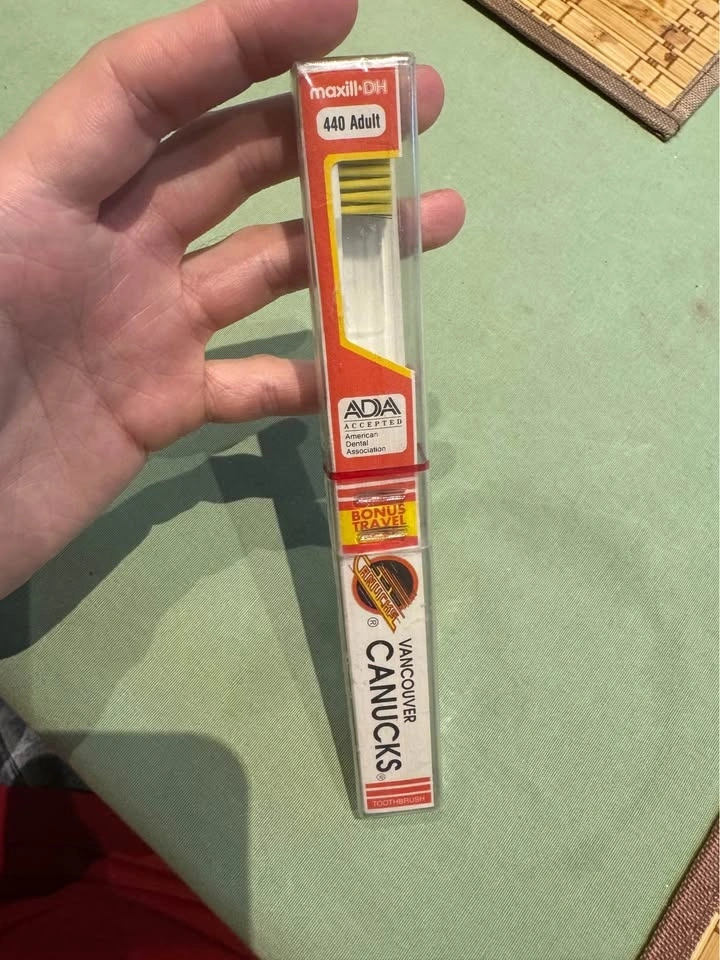 maxill•DH
440 Adult
ADA
ACCEPTED
American
Dental
Association
BONUS
TRAVEL
CANUCKS
®
VANCOUVER
CANUCKS®
TOOTHBRUSH